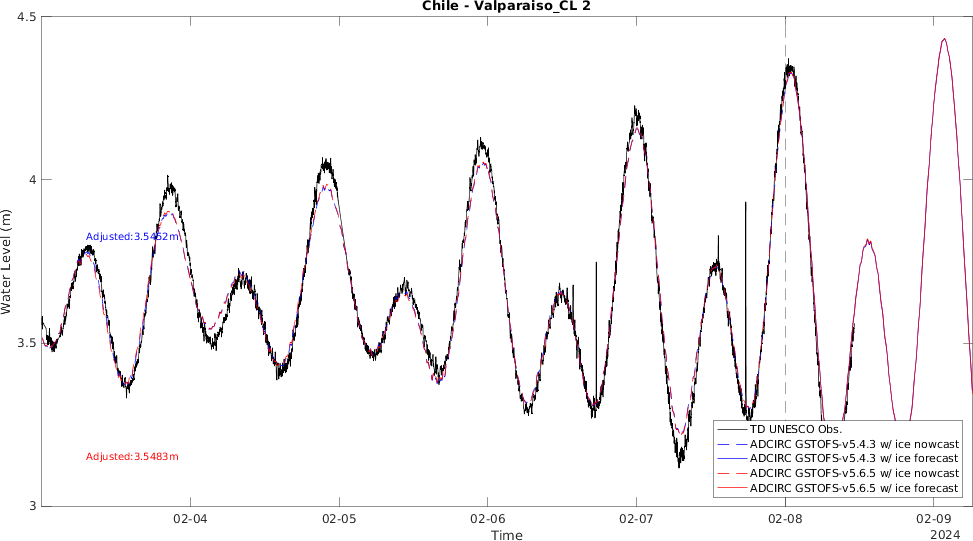 Chile - Valparaiso_CL 2
4.5
4
3.5
3
Water Level (m)
Adjusted:3.5452m
Adjusted:3.5483m
TD UNESCO Obs.
ADCIRC GSTOFS-v5.4.3 w/ ice nowcast
ADCIRC GSTOFS-v5.4.3 w/ ice forecast
ADCIRC GSTOFS-v5.6.5 w/ ice nowcast
ADCIRC GSTOFS-v5.6.5 w/ ice forecast
02-04 02-05 02-06 02-07 02-08 02-09
Time 2024